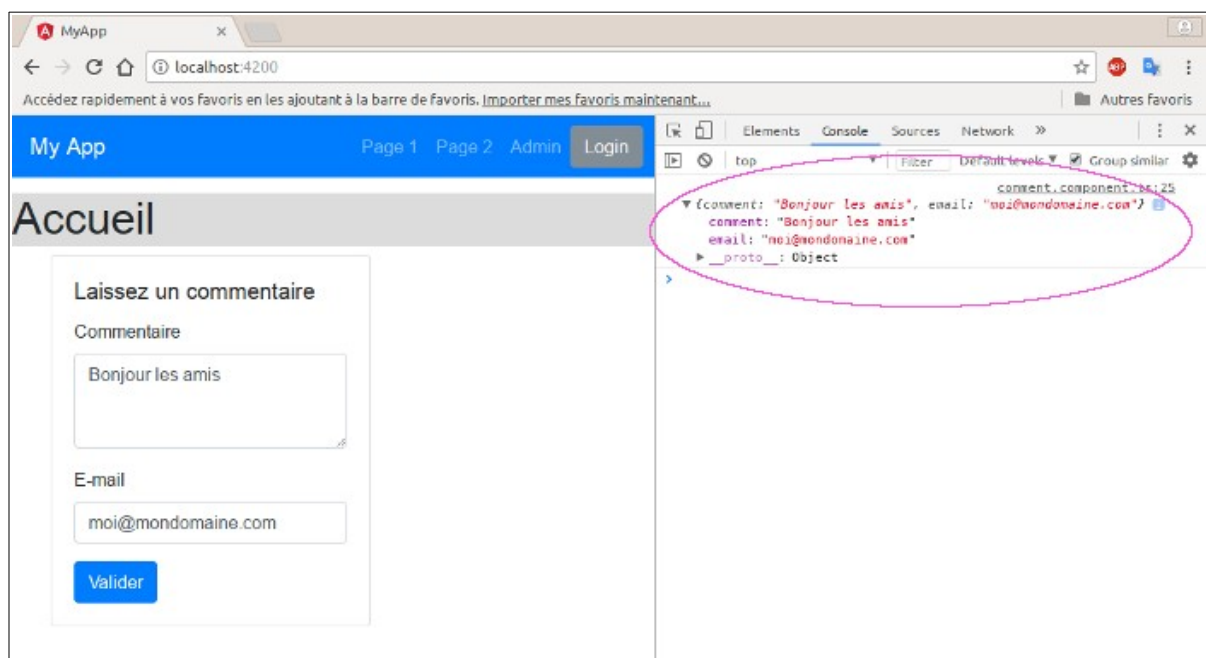 MyApp
localhost:4200
Accédez rapidement à vos favoris en les ajoutant à la barre de favoris. Importer mes favoris maintenant...
Autres favoris
My App
Page 1 Page 2 Admin Login
Accueil
Laissez un commentaire
Commentaire
Bonjour les amis
E-mail
moi@mondomaine.com
Valider
Elements Console Sources Network »
top Filter Default levels ▼ Group similar
comment.component.ts:25
▼{comment: "Bonjour les amis", email: "moi@mondomaine.com"}
comment: "Bonjour les amis"
email: "moi@mondomaine.com"
▶ __proto__: Object
>
ABP